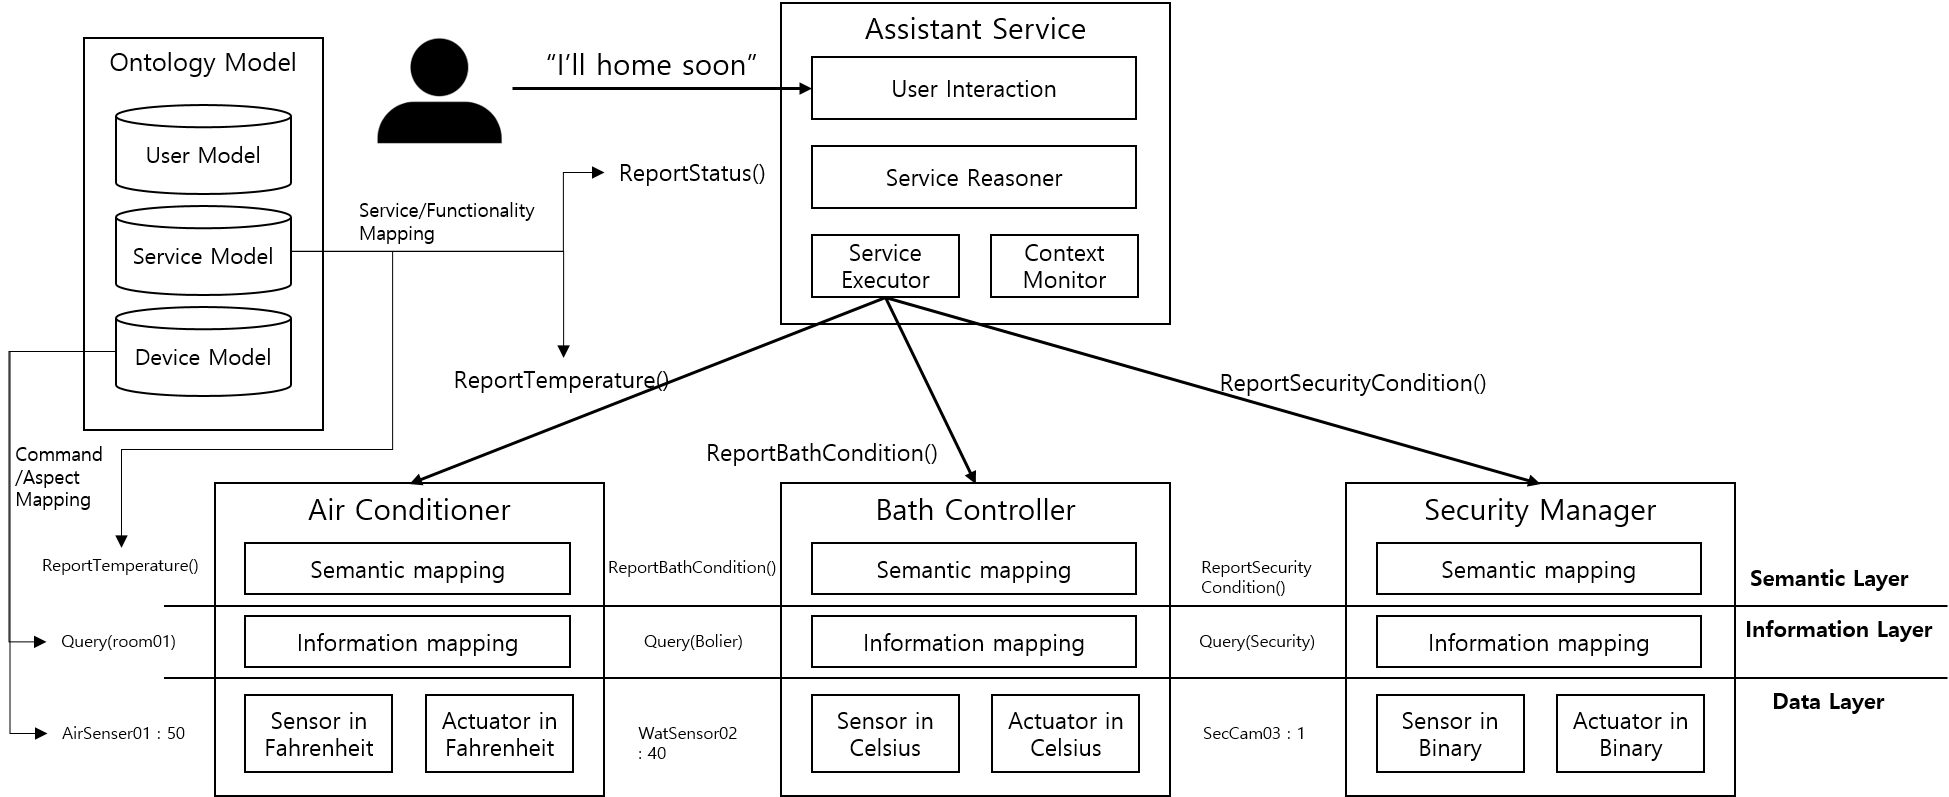 Assistant Service
Ontology Model
"I'll home soon"
User Interaction
User Model
Service Reasoner
ReportStatus()
Service/Functionality
Mapping
Service Model
Service
Executor
Context
Monitor
Device Model
ReportTemperature()
ReportSecurityCondition()
ReportBathCondition()
Command
/Aspect
Mapping
Air Conditioner
Bath Controller
Security Manager
ReportTemperature()
Semantic mapping
ReportBathCondition()
Semantic mapping
ReportSecurity
Condition()
Semantic mapping
Semantic Layer
Query(room01)
Information mapping
Query(Bolier)
Information mapping
Query(Security)
Information mapping
Information Layer
Data Layer
AirSenser01 : 50
Sensor in
Fahrenheit
Actuator in
Fahrenheit
WatSensor02
: 40
Sensor in
Celsius
Actuator in
Celsius
SecCam03 : 1
Sensor in
Binary
Actuator in
Binary